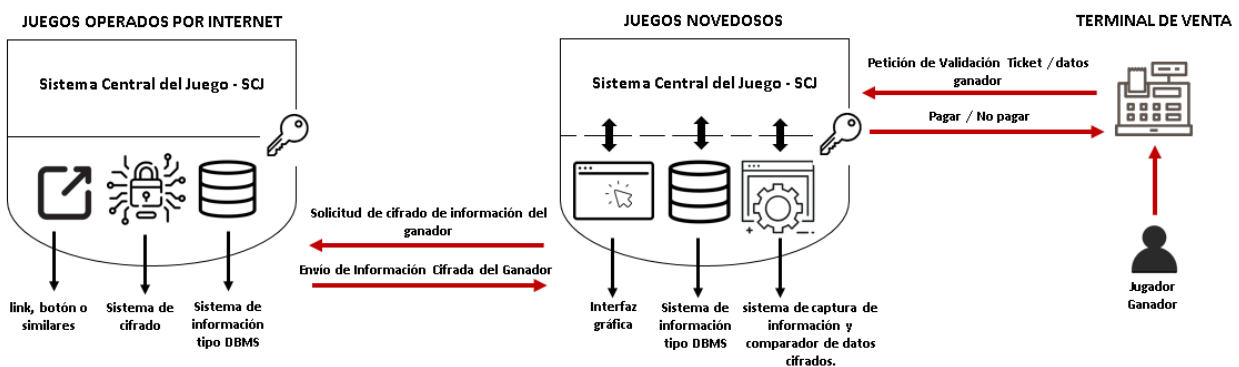 JUEGOS OPERADOS POR INTERNET
Sistema Central del Juego - SCJ
link, botón o
similares
Sistema de
cifrado
Sistema de
información
tipo DBMS
Solicitud de cifrado de información del
ganador
Envío de Información Cifrada del Ganador
JUEGOS NOVEDOSOS
Sistema Central del Juego - SCJ
Interfaz
gráfica
Sistema de
información
tipo DBMS
sistema de captura de
información y
comparador de datos
cifrados.
TERMINAL DE VENTA
Petición de Validación Ticket / datos
ganador
Pagar / No pagar
Jugador
Ganador